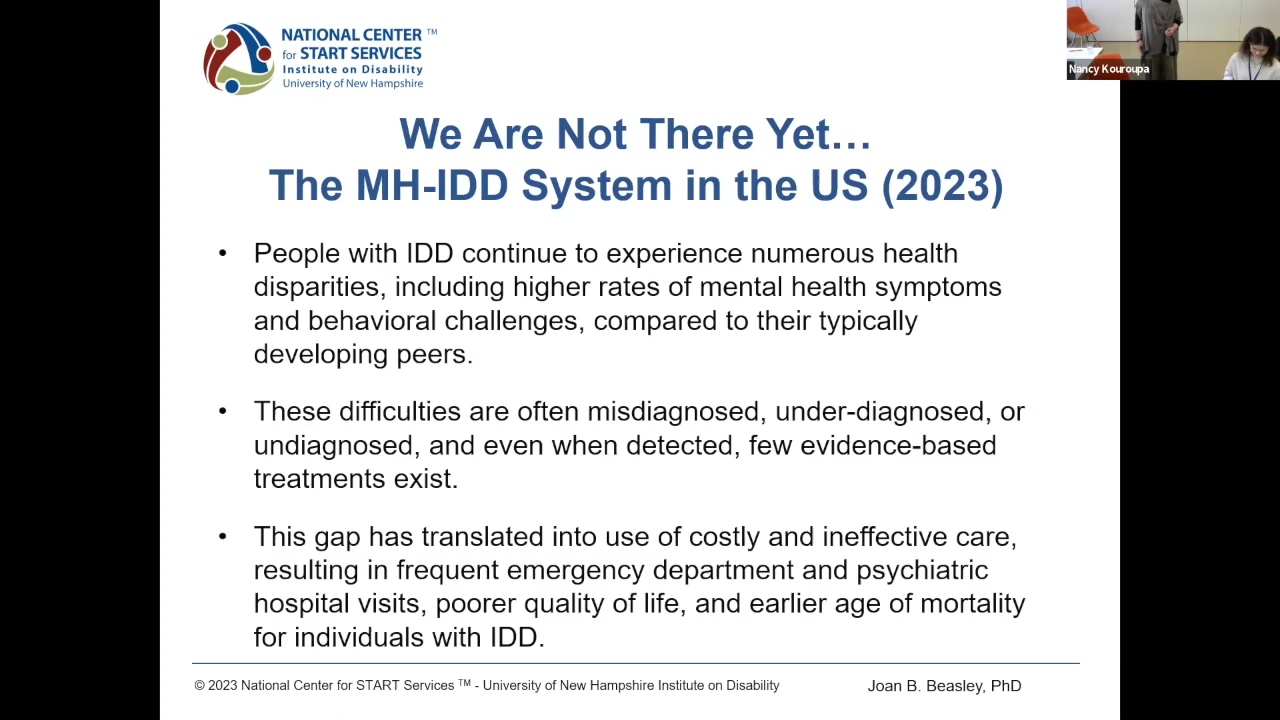 NATIONAL CENTER ™
for START SERVICES
Institute on Disability
University of New Hampshire
Nancy Kouroupa
We Are Not There Yet…
The MH-IDD System in the US (2023)
• People with IDD continue to experience numerous health
disparities, including higher rates of mental health symptoms
and behavioral challenges, compared to their typically
developing peers.
• These difficulties are often misdiagnosed, under-diagnosed, or
undiagnosed, and even when detected, few evidence-based
treatments exist.
• This gap has translated into use of costly and ineffective care,
resulting in frequent emergency department and psychiatric
hospital visits, poorer quality of life, and earlier age of mortality
for individuals with IDD.
© 2023 National Center for START Services ™ - University of New Hampshire Institute on Disability
Joan B. Beasley, PhD